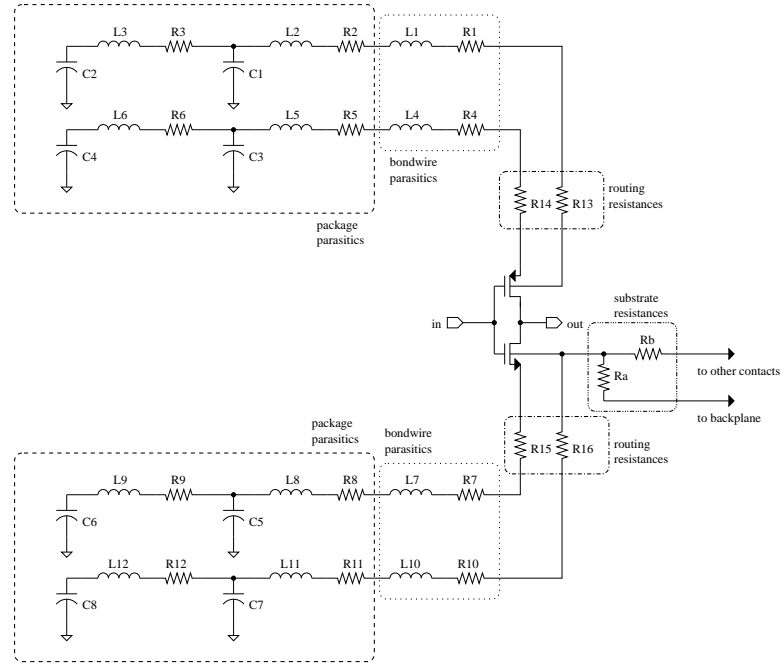 L3 R3 L2 R2 L1 R1
C2 C1
L6 R6 L5 R5 L4 R4
C4 C3
bondwire
parasitics
package
parasitics
R14 R13
routing
resistances
substrate
resistances
in out
Rb
Ra
to other contacts
to backplane
package
parasitics
bondwire
parasitics
R15 R16
routing
resistances
L9 R9 L8 R8 L7 R7
C6 C5
L12 R12 L11 R11 L10 R10
C8 C7